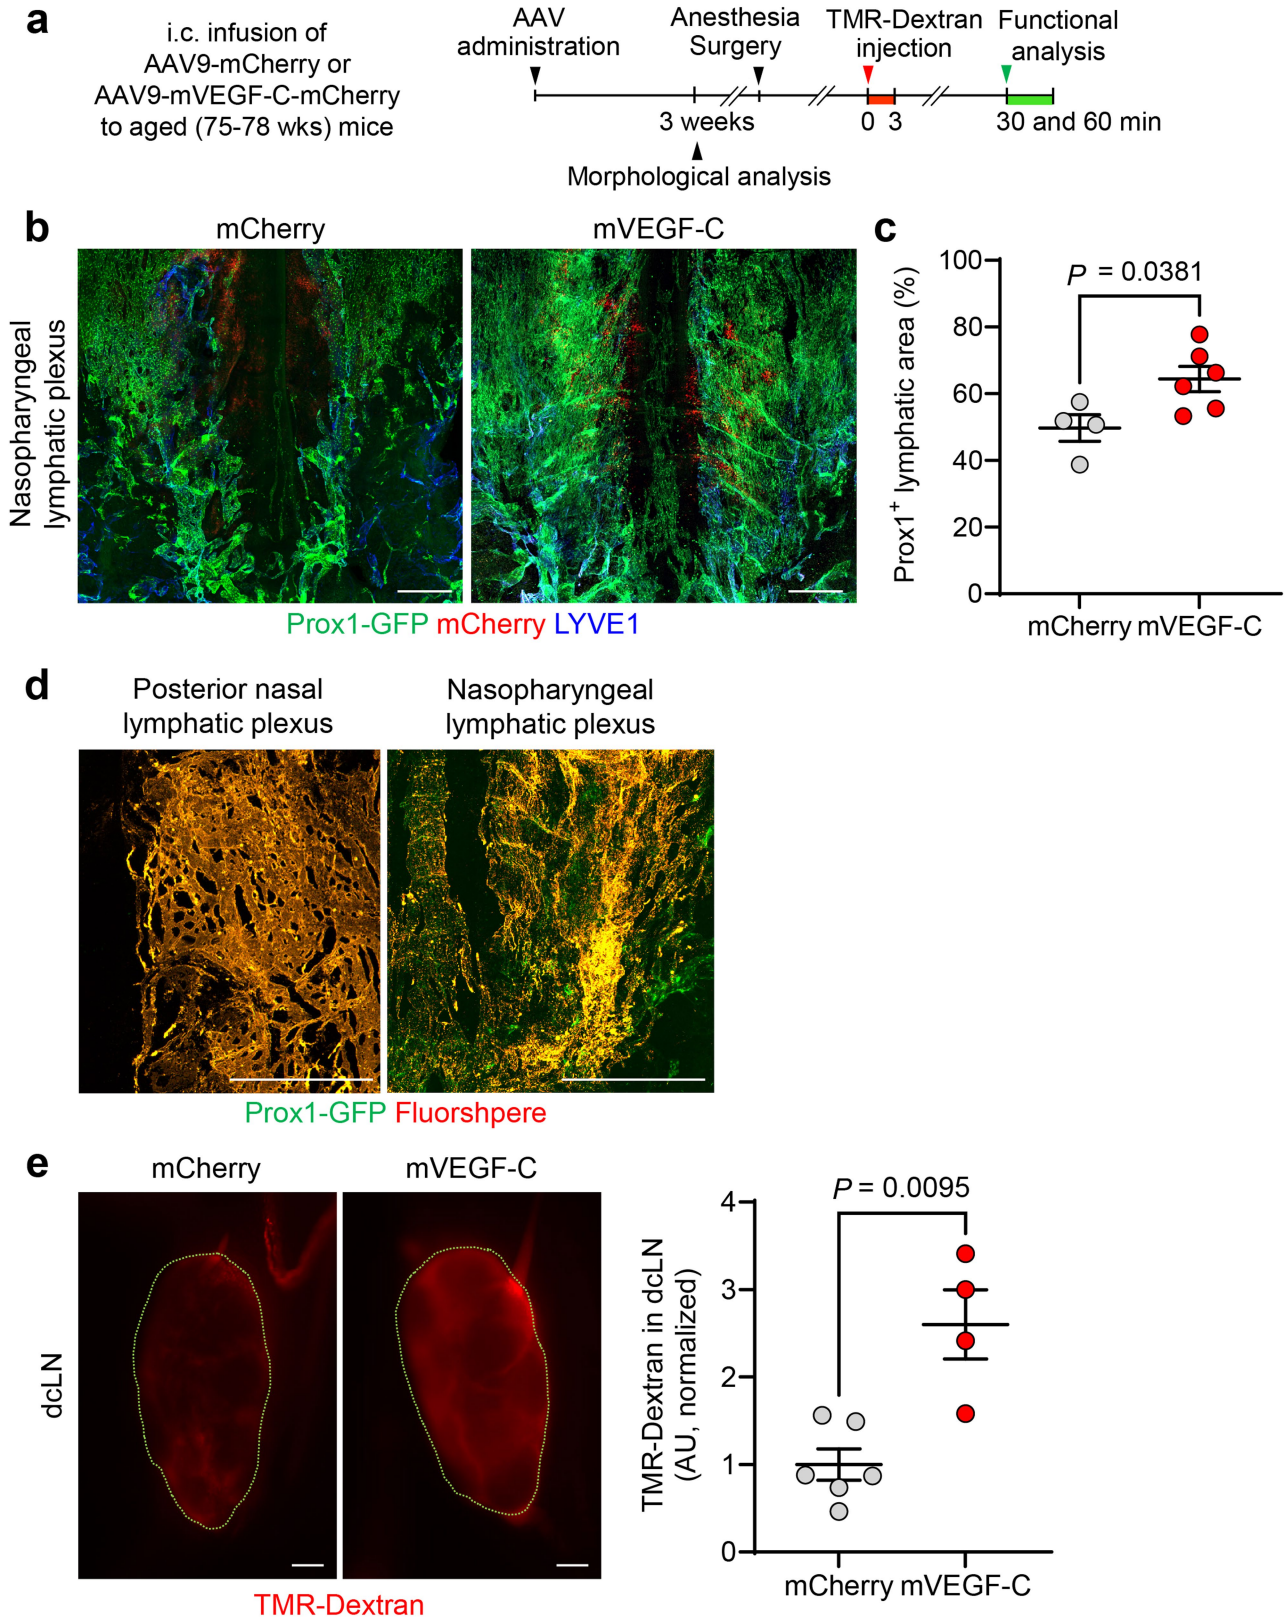 a
i.c. infusion of
AAV9-mCherry or
AAV9-mVEGF-C-mCherry
to aged (75-78 wks) mice
AAV
administration
Anesthesia
Surgery
TMR-Dextran
injection
Functional
analysis
3 weeks
0 3
30 and 60 min
Morphological analysis
b
mCherry
mVEGF-C
Nasopharyngeal
lymphatic plexus
Prox1-GFP mCherry LYVE1
c
P = 0.0381
Prox1+ lymphatic area (%)
100
80
60
40
20
0
mCherry mVEGF-C
d
Posterior nasal
lymphatic plexus
Nasopharyngeal
lymphatic plexus
Prox1-GFP Fluorshpere
e
mCherry
mVEGF-C
dcLN
TMR-Dextran
P = 0.0095
TMR-Dextran in dcLN
(AU, normalized)
4
3
2
1
0
mCherry mVEGF-C